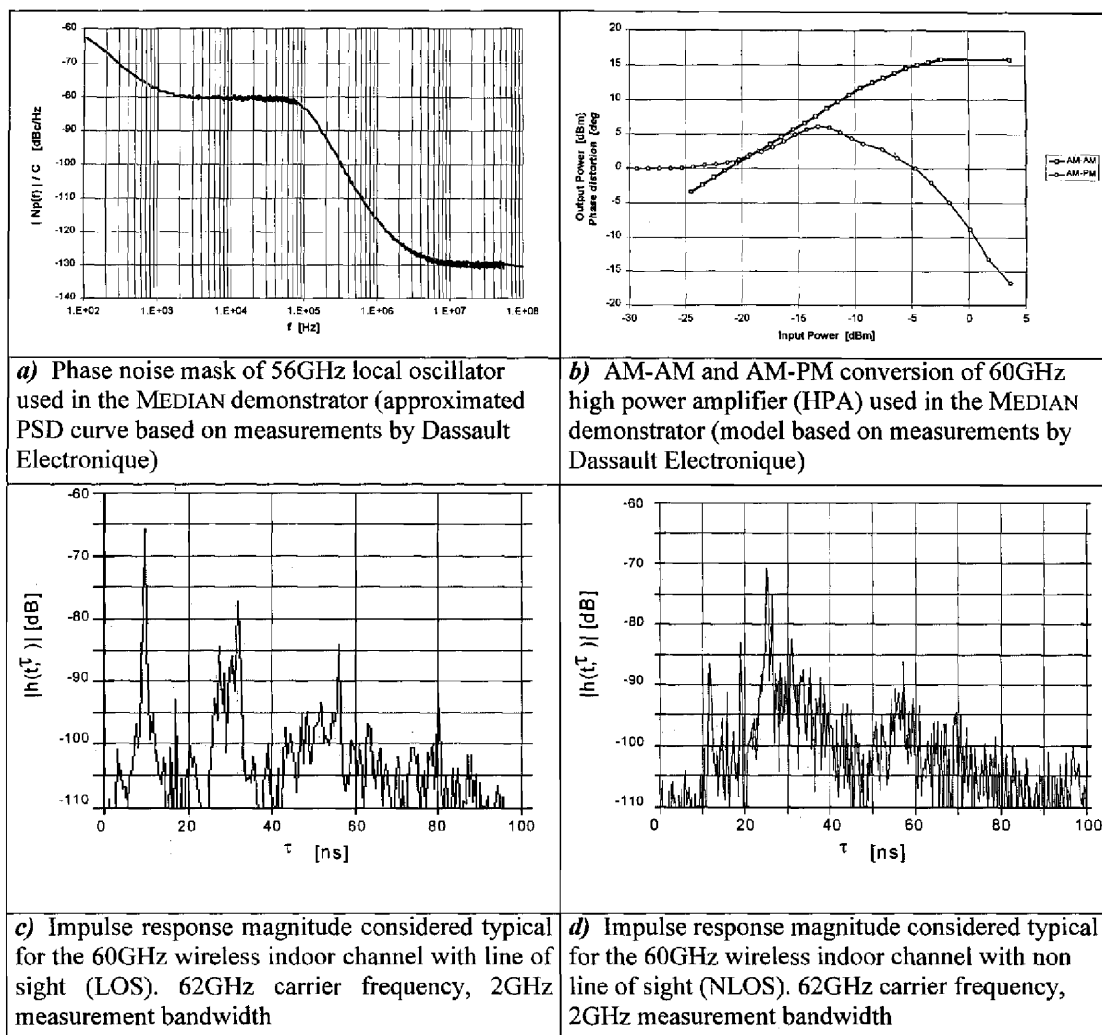 -60
-70
-80
-90
-100
-110
-120
-130
-140
| Np(f) | / C [dBc/Hz]
1.E+02 1.E+03 1.E+04 1.E+05 1.E+06 1.E+07 1.E+08
f [Hz]
20
15
10
5
0
-5
-10
-15
-20
Output Power [dBm]
Phase distortion [deg
-30 -25 -20 -15 -10 -5 0 5
Input Power [dBm]
AM-AM
AM-PM
a) Phase noise mask of 56GHz local oscillator
used in the MEDIAN demonstrator (approximated
PSD curve based on measurements by Dassault
Electronique)
b) AM-AM and AM-PM conversion of 60GHz
high power amplifier (HPA) used in the MEDIAN
demonstrator (model based on measurements by
Dassault Electronique)
-60
-70
-80
-90
-100
-110
|h(t,τ)| [dB]
0 20 40 60 80 100
τ [ns]
-60
-70
-80
-90
-100
-110
|h(t,τ)| [dB]
0 20 40 60 80 100
τ [ns]
c) Impulse response magnitude considered typical
for the 60GHz wireless indoor channel with line of
sight (LOS). 62GHz carrier frequency, 2GHz
measurement bandwidth
d) Impulse response magnitude considered typical
for the 60GHz wireless indoor channel with non
line of sight (NLOS). 62GHz carrier frequency,
2GHz measurement bandwidth